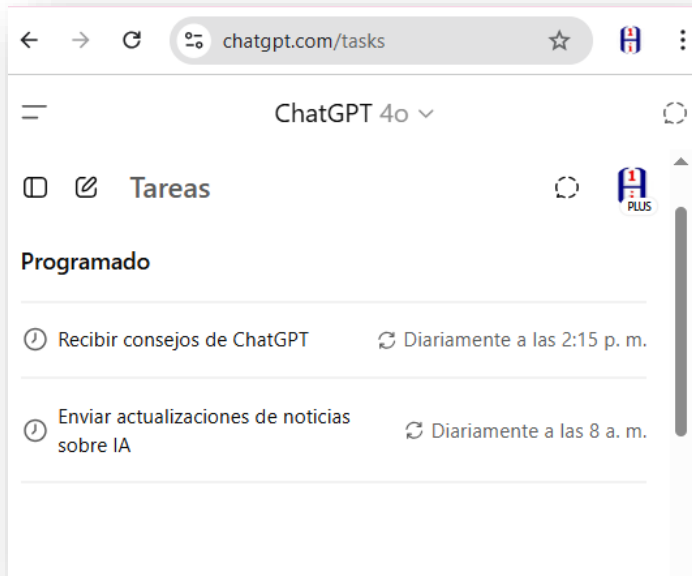 chatgpt.com/tasks
ChatGPT 4o
Tareas
PLUS
Programado
Recibir consejos de ChatGPT
Diariamente a las 2:15 p. m.
Enviar actualizaciones de noticias
sobre IA
Diariamente a las 8 a. m.